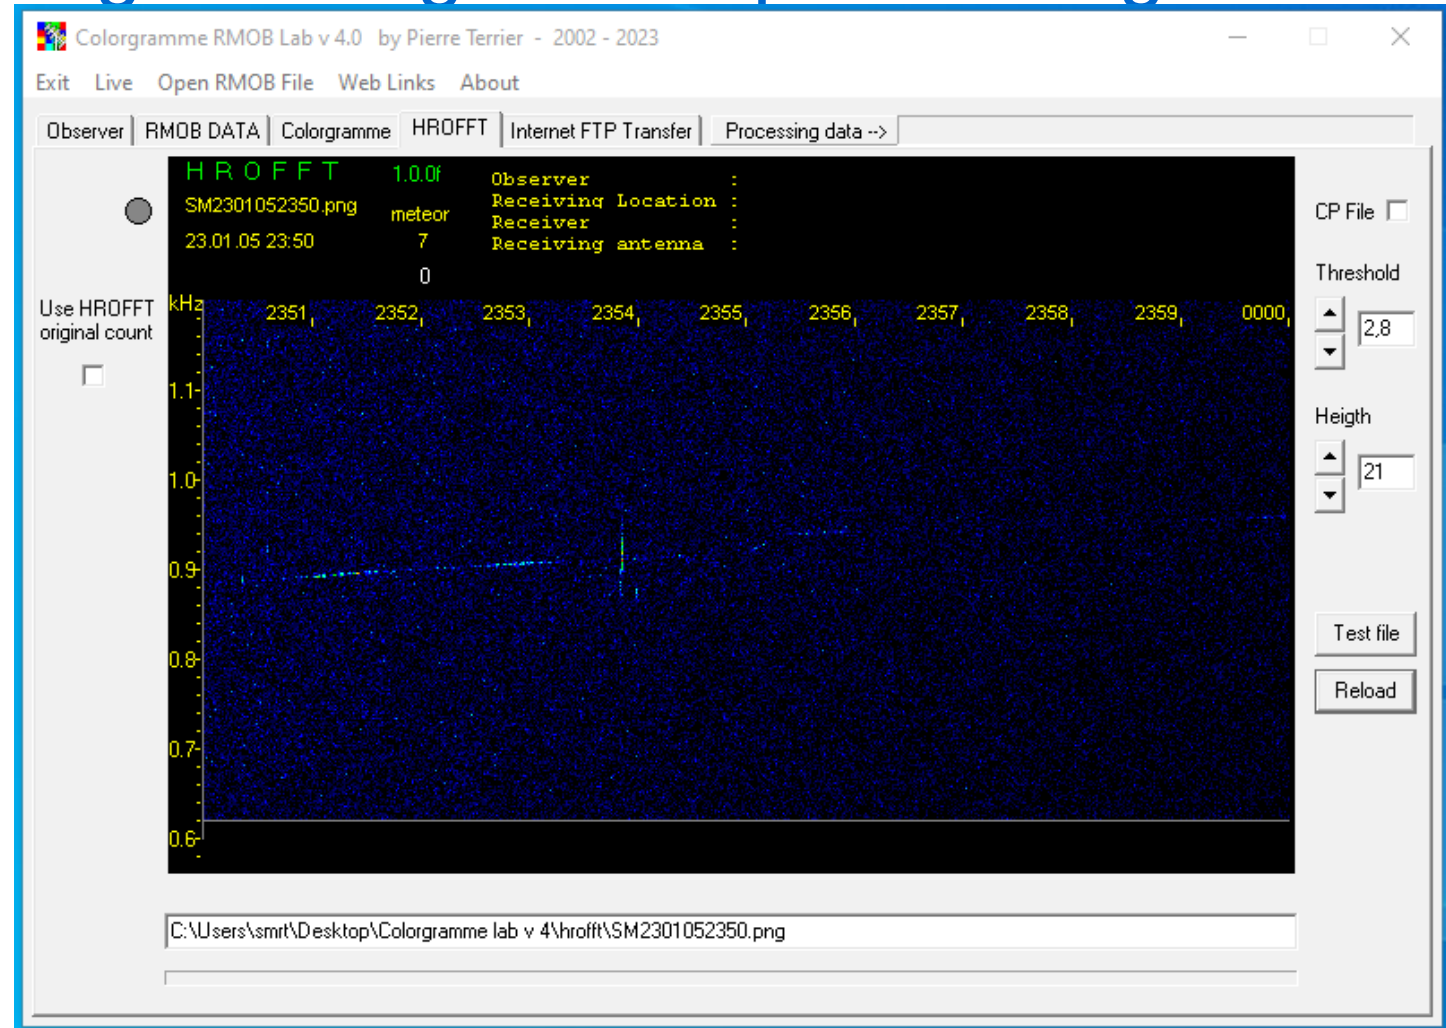 Colorgramme RMOB Lab v 4.0 by Pierre Terrier - 2002 - 2023
Exit Live Open RMOB File Web Links About
Observer RMOB DATA Colorgramme HROFFT Internet FTP Transfer Processing data -->
H R O F F T 1.0.0f
SM2301052350.png meteor
23.01.05 23:50 7
0
Observer :
Receiving Location :
Receiver :
Receiving antenna :
CP File
Threshold
2,8
Heigth
21
Test file
Reload
Use HROFFT
original count
kHz 2351 2352 2353 2354 2355 2356 2357 2358 2359 0000
1.1
1.0
0.9
0.8
0.7
0.6
C:\Users\smrt\Desktop\Colorgramme lab v 4\hrofft\SM2301052350.png